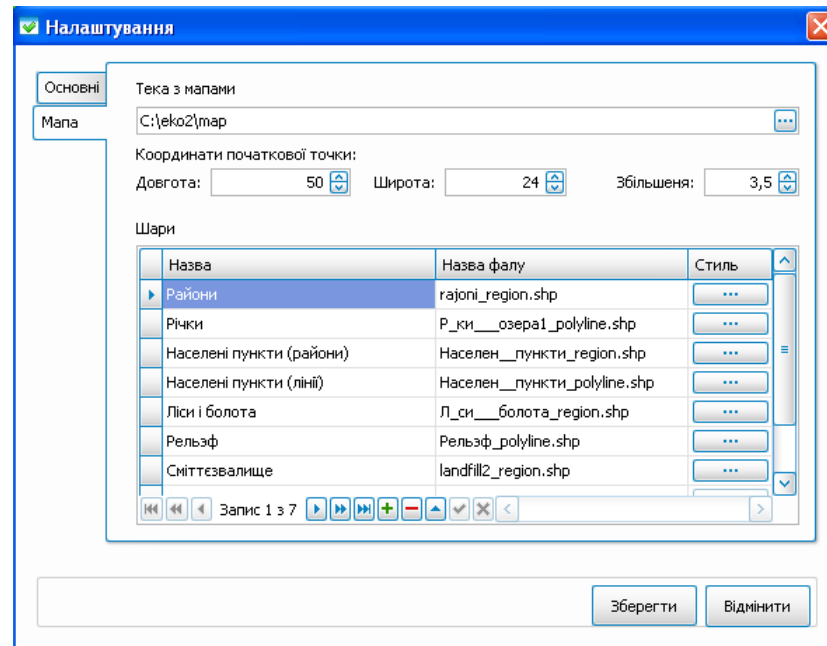 Налаштування
Основні
Мапа
Тека з мапами
C:\eko2\map
Координати початкової точки:
Довгота: 50 Широта: 24 Збільшеня: 3,5
Шари
Назва Назва фалу Стиль
Райони rajoni_region.shp ...
Річки Р_ки___озера1_polyline.shp ...
Населені пункти (райони) Населен__пункти_region.shp ...
Населені пункти (лінії) Населен__пункти_polyline.shp ...
Ліси і болота Л_си___болота_region.shp ...
Рельэф Рельэф_polyline.shp ...
Сміттєзвалище landfill2_region.shp ...
Запис 1 з 7
Зберегти Відмінити